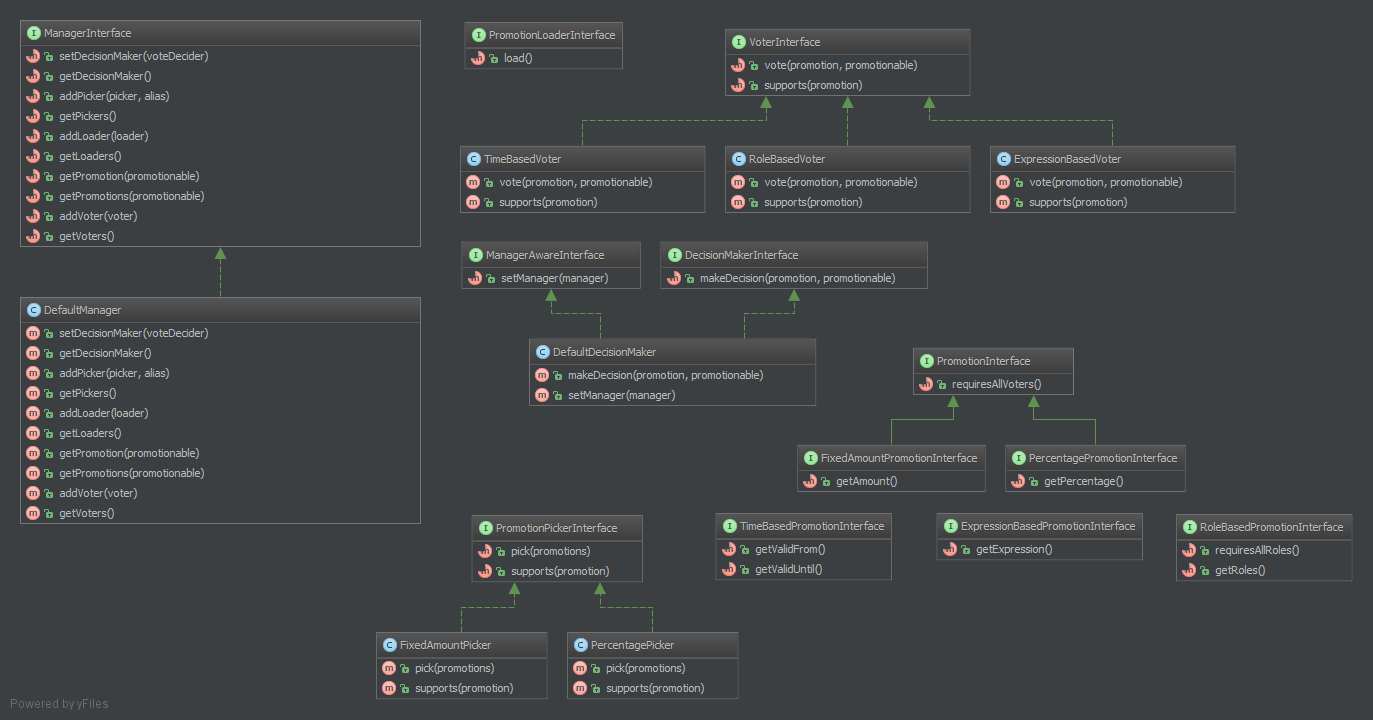 ManagerInterface
setDecisionMaker(voteDecider)
getDecisionMaker()
addPicker(picker, alias)
getPickers()
addLoader(loader)
getLoaders()
getPromotion(promotionable)
getPromotions(promotionable)
addVoter(voter)
getVoters()
PromotionLoaderInterface
load()
VoterInterface
vote(promotion, promotionable)
supports(promotion)
TimeBasedVoter
vote(promotion, promotionable)
supports(promotion)
RoleBasedVoter
vote(promotion, promotionable)
supports(promotion)
ExpressionBasedVoter
vote(promotion, promotionable)
supports(promotion)
ManagerAwareInterface
setManager(manager)
DecisionMakerInterface
makeDecision(promotion, promotionable)
DefaultManager
setDecisionMaker(voteDecider)
getDecisionMaker()
addPicker(picker, alias)
getPickers()
addLoader(loader)
getLoaders()
getPromotion(promotionable)
getPromotions(promotionable)
addVoter(voter)
getVoters()
DefaultDecisionMaker
makeDecision(promotion, promotionable)
setManager(manager)
PromotionInterface
requiresAllVoters()
FixedAmountPromotionInterface
getAmount()
PercentagePromotionInterface
getPercentage()
PromotionPickerInterface
pick(promotions)
supports(promotion)
TimeBasedPromotionInterface
getValidFrom()
getValidUntil()
ExpressionBasedPromotionInterface
getExpression()
RoleBasedPromotionInterface
requiresAllRoles()
getRoles()
FixedAmountPicker
pick(promotions)
supports(promotion)
PercentagePicker
pick(promotions)
supports(promotion)
Powered by yFiles